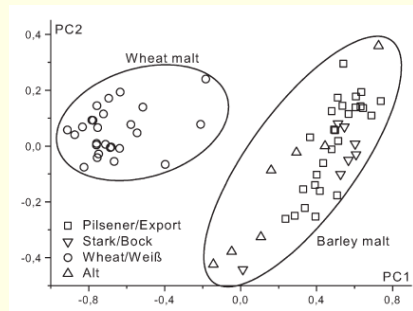 PC2
0,4
Wheat malt
0,2
0,0
-0,2
Pilsener/Export
Stark/Bock
Wheat/Weiß
Alt
-0,4
Barley malt
PC1
-0,8
-0,4
0,0
0,4
0,8